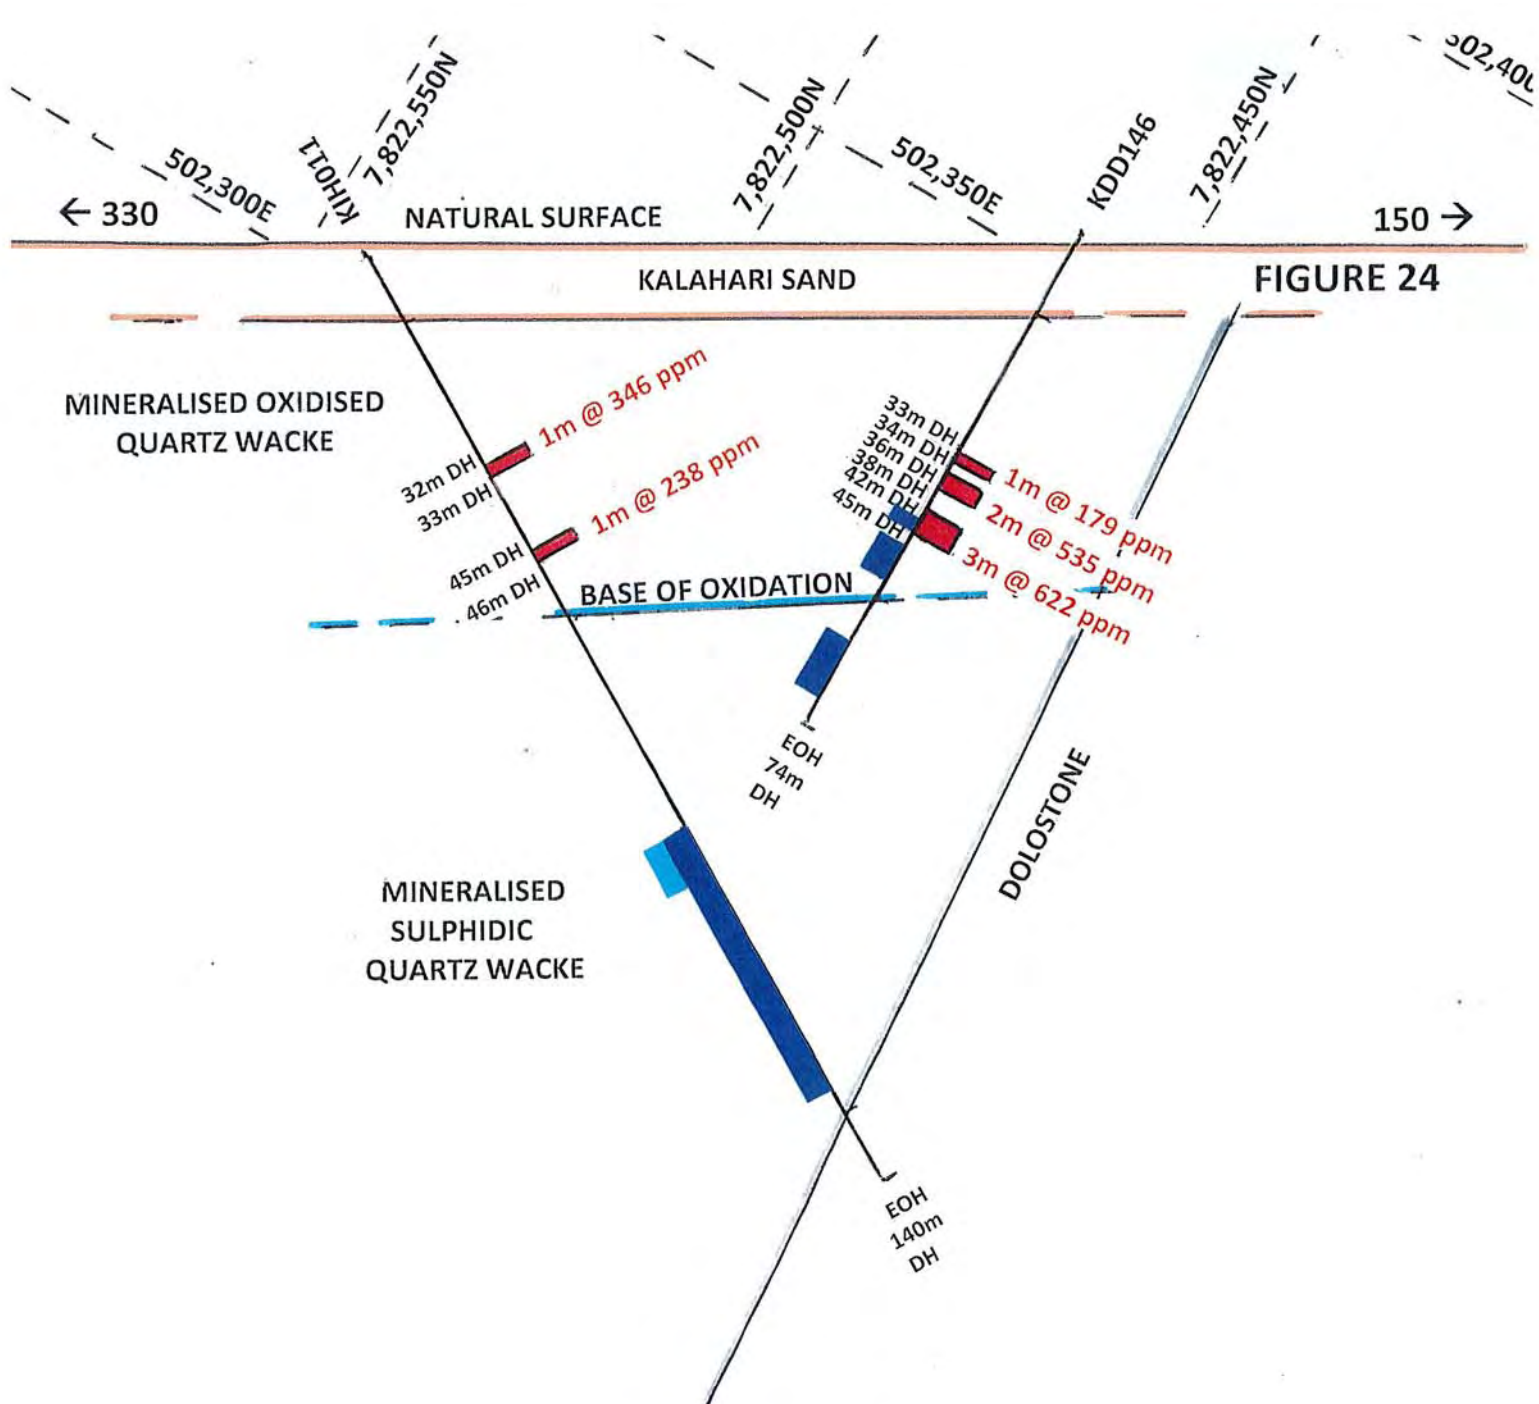 502,40
7,822,550N
7,822,500N
7,822,450N
KDD146
KIH011
502,300E
502,350E
← 330
NATURAL SURFACE
150 →
KALAHARI SAND
FIGURE 24
MINERALISED OXIDISED
QUARTZ WACKE
1m @ 346 ppm
32m DH
33m DH
1m @ 238 ppm
45m DH
46m DH
33m DH
34m DH
36m DH
38m DH
42m DH
45m DH
1m @ 179 ppm
2m @ 535 ppm
3m @ 622 ppm
BASE OF OXIDATION
EOH
74m
DH
DOLOSTONE
MINERALISED
SULPHIDIC
QUARTZ WACKE
EOH
140m
DH